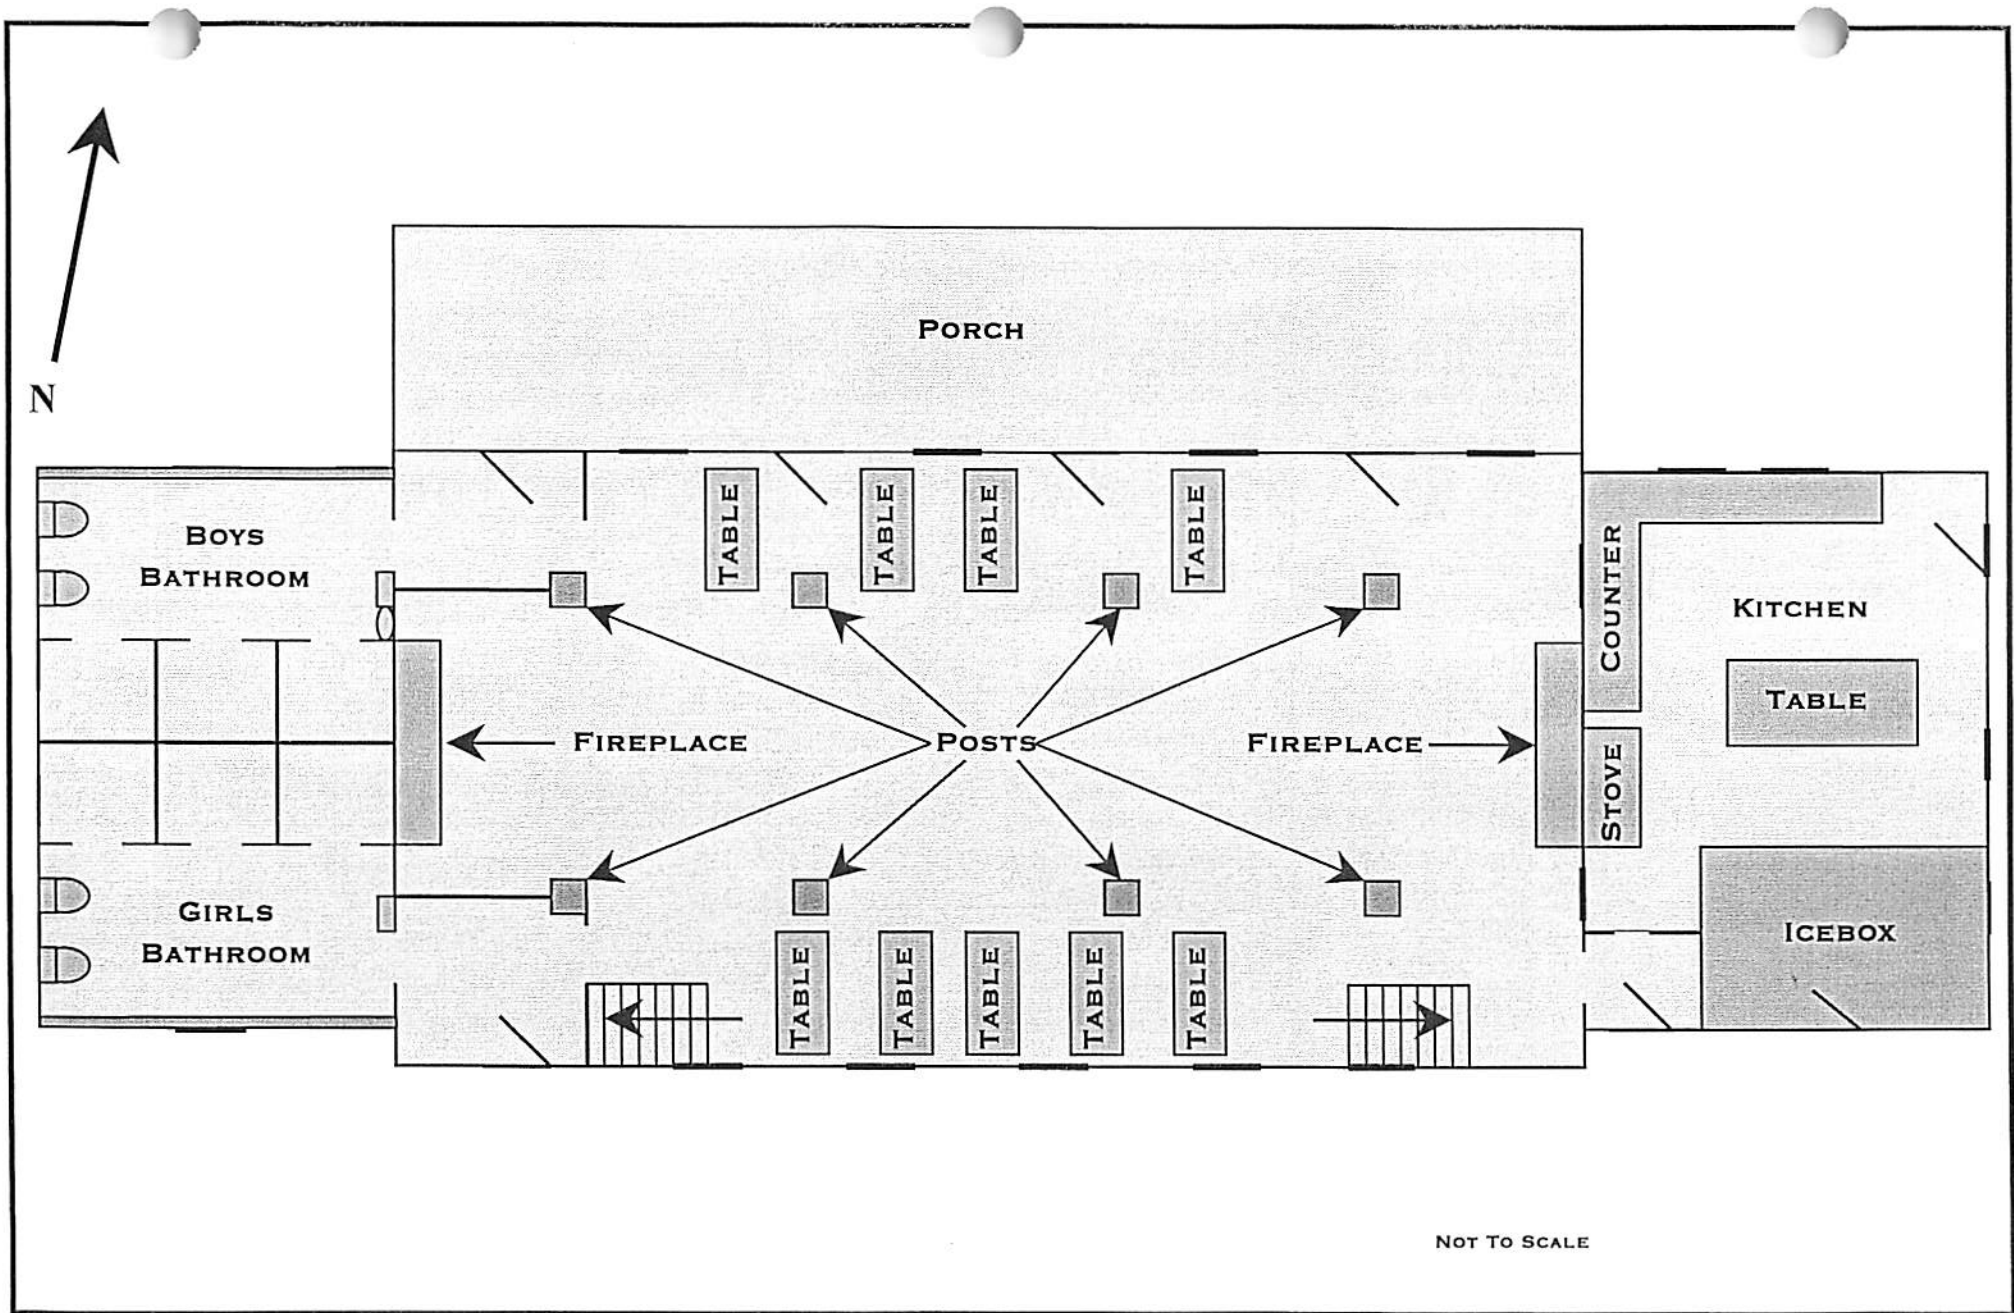 N
PORCH
BOYS
BATHROOM
TABLE
TABLE
TABLE
TABLE
COUNTER
KITCHEN
TABLE
FIREPLACE
POSTS
FIREPLACE
STOVE
GIRLS
BATHROOM
ICEBOX
TABLE
TABLE
TABLE
TABLE
TABLE
NOT TO SCALE